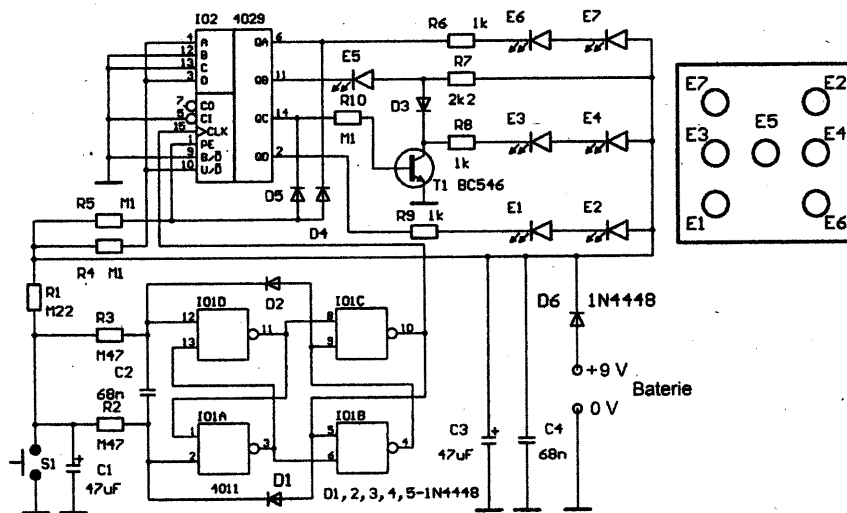 IO2 4029
4 A QA 6
12 B
13 C QB 11
3 D
7 CO QC 14
5 CI
15 CLK
1 PE QD 2
9 B/D
10 U/D
R6 1k
E6 E7
E5
R7
2k2
R10
M1
D3
R8
1k
E3 E4
T1 BC546
R9 1k
E1 E2
D5
D4
R5 M1
R4 M1
R1
M22
R3
M47
C2
68n
R2
M47
S1
C1
+
47uF
D2
IO1D
12
13
11
IO1C
8
9
10
IO1A
1
2
3
4011
IO1B
5
6
4
D1
D1,2,3,4,5-1N4448
C3
+
47uF
C4
68n
D6 1N4448
+9 V
Baterie
0 V
E7 E2
E3 E5 E4
E1 E6